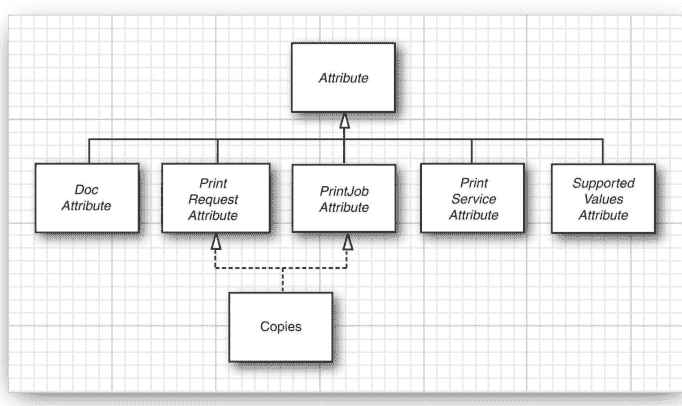 Attribute
Doc
Attribute
Print
Request
Attribute
PrintJob
Attribute
Print
Service
Attribute
Supported
Values
Attribute
Copies